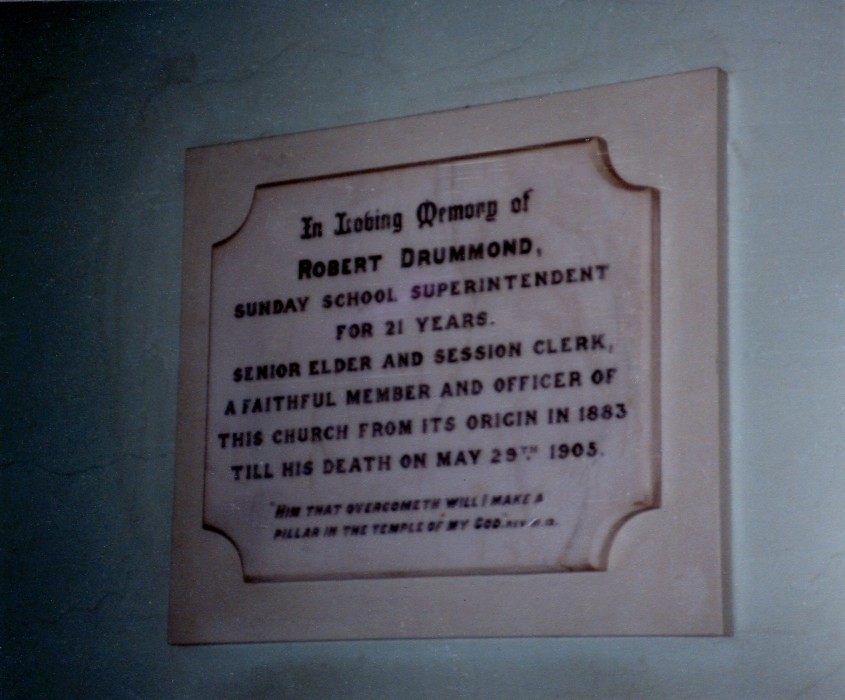 In Loving Memory of
ROBERT DRUMMOND,
SUNDAY SCHOOL SUPERINTENDENT
FOR 21 YEARS.
SENIOR ELDER AND SESSION CLERK,
A FAITHFUL MEMBER AND OFFICER OF
THIS CHURCH FROM ITS ORIGIN IN 1883
TILL HIS DEATH ON MAY 29TH 1905.
"HIM THAT OVERCOMETH WILL I MAKE A
PILLAR IN THE TEMPLE OF MY GOD. REV.